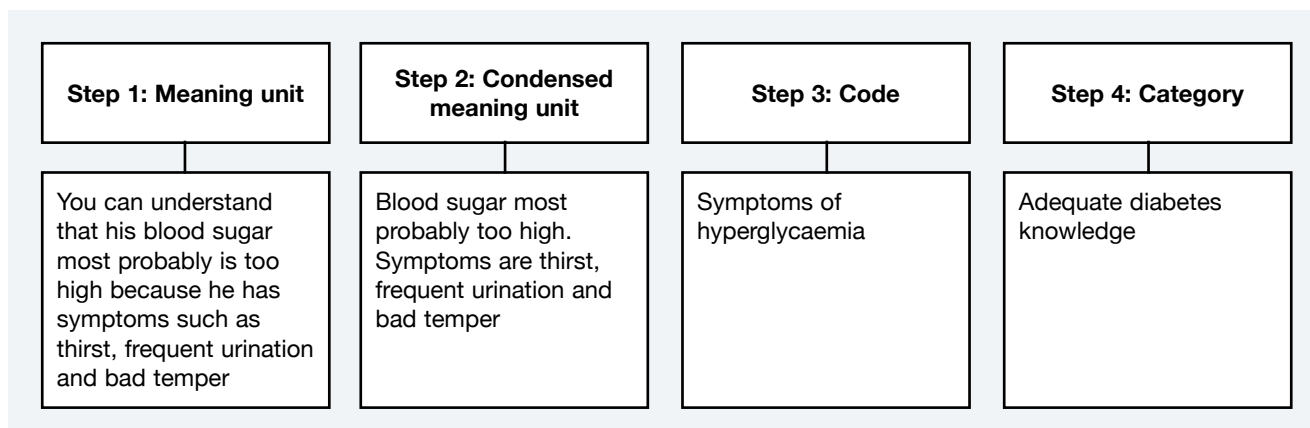 Step 1: Meaning unit
You can understand
that his blood sugar
most probably is too
high because he has
symptoms such as
thirst, frequent urination
and bad temper
Step 2: Condensed
meaning unit
Blood sugar most
probably too high.
Symptoms are thirst,
frequent urination and
bad temper
Step 3: Code
Symptoms of
hyperglycaemia
Step 4: Category
Adequate diabetes
knowledge